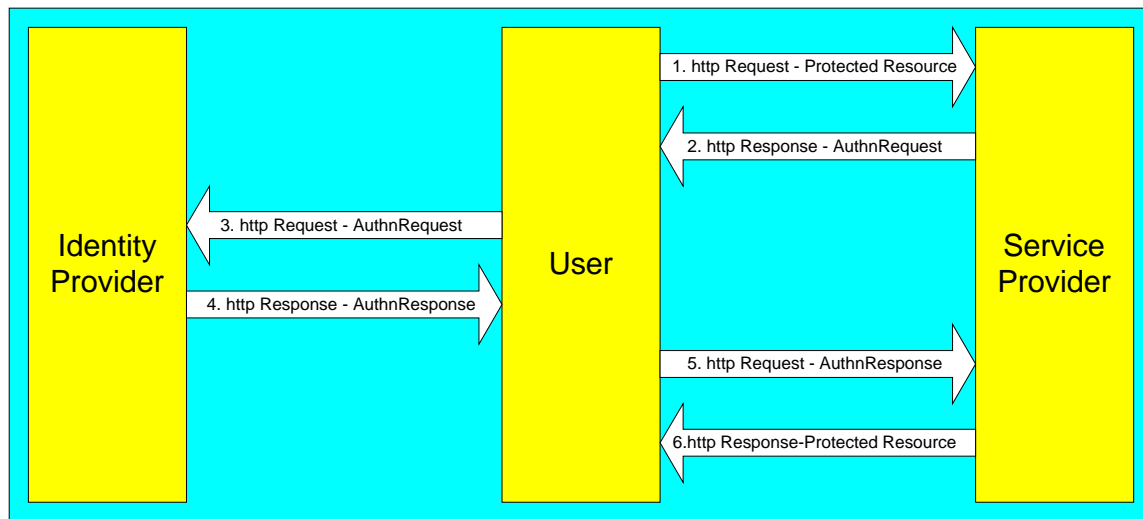 1. http Request - Protected Resource
2. http Response - AuthnRequest
3. http Request - AuthnRequest
Identity
Provider
User
Service
Provider
4. http Response - AuthnResponse
5. http Request - AuthnResponse
6.http Response-Protected Resource